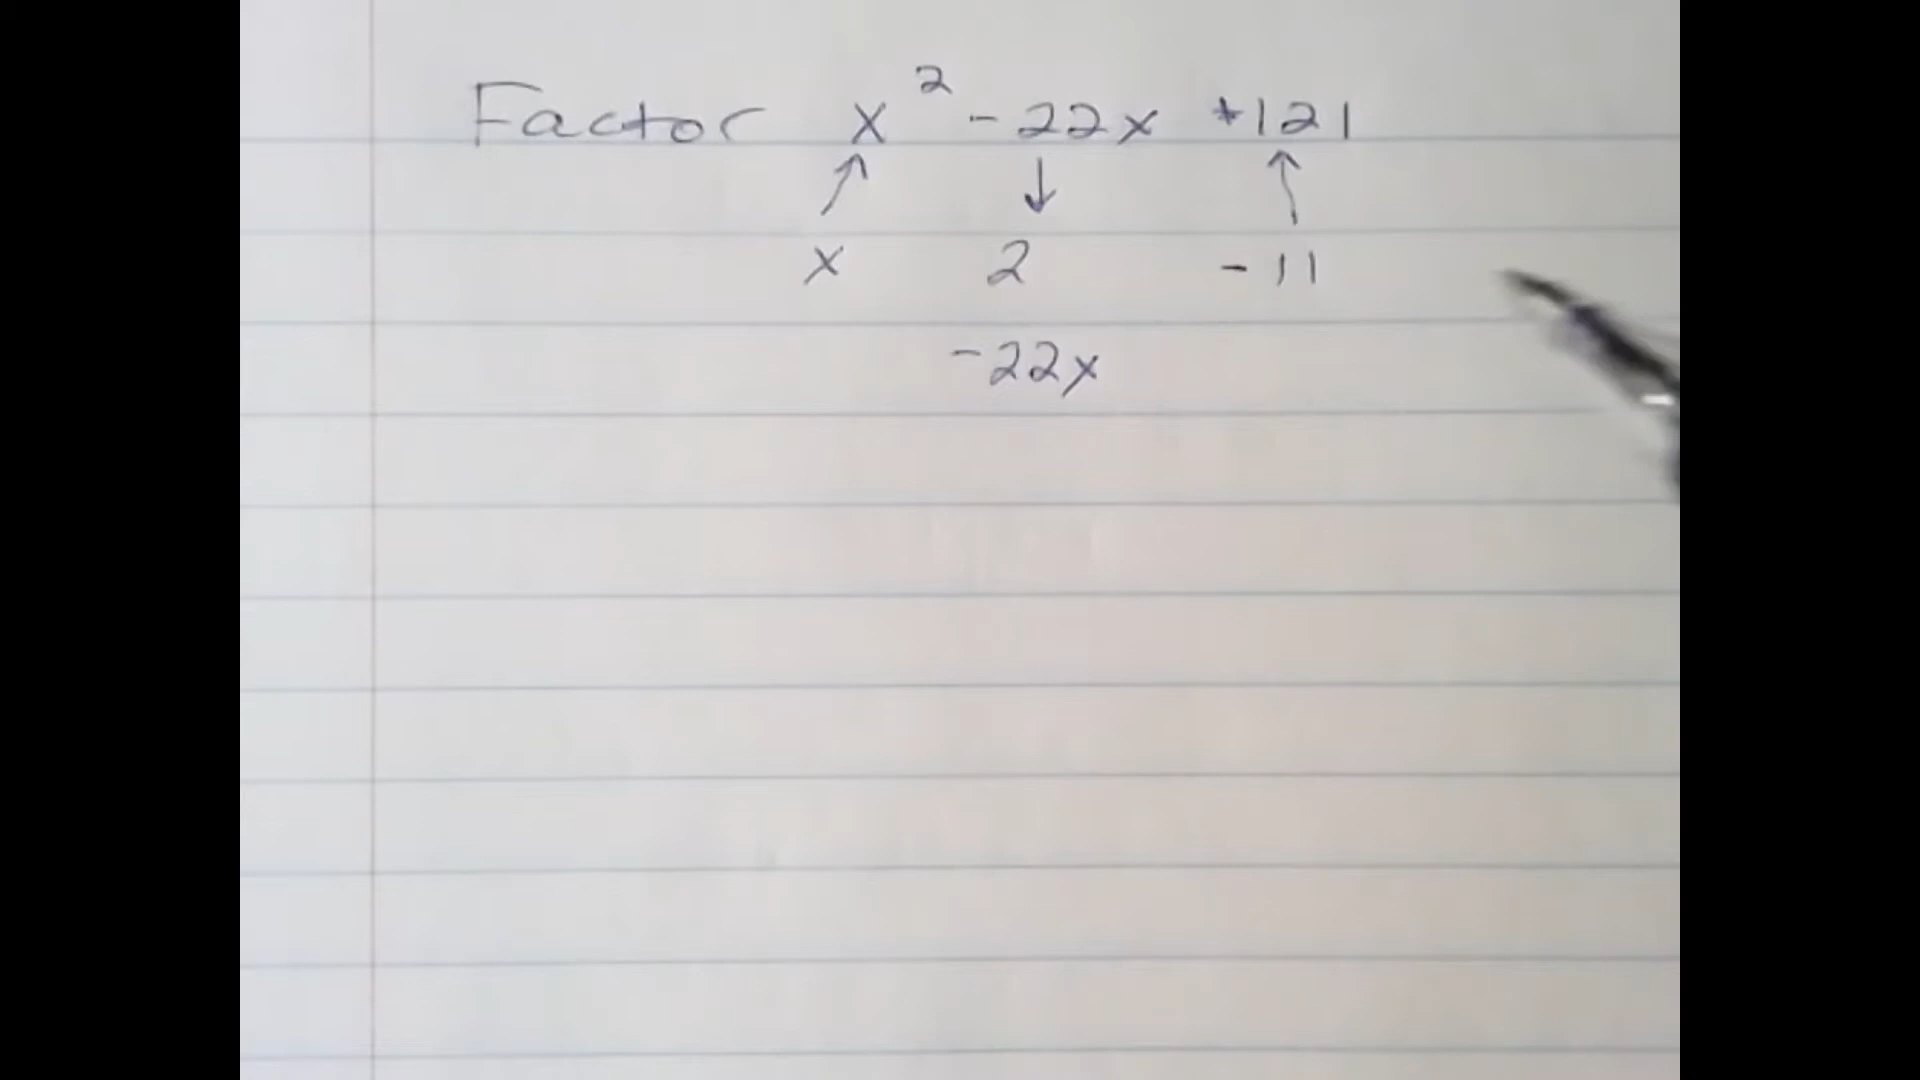 Factor x² -22x +121
↗ ↓ ↑
x 2 -11
-22x